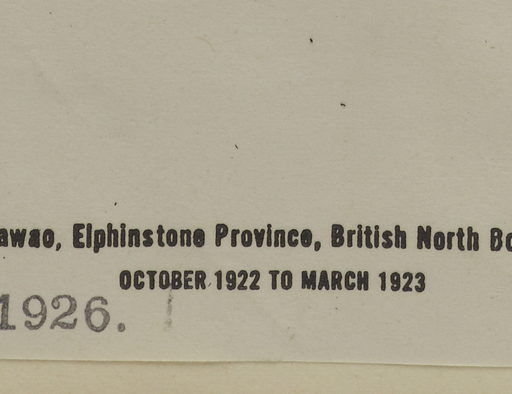 awao, Elphinstone Province, British North Bo
OCTOBER 1922 TO MARCH 1923
1926.